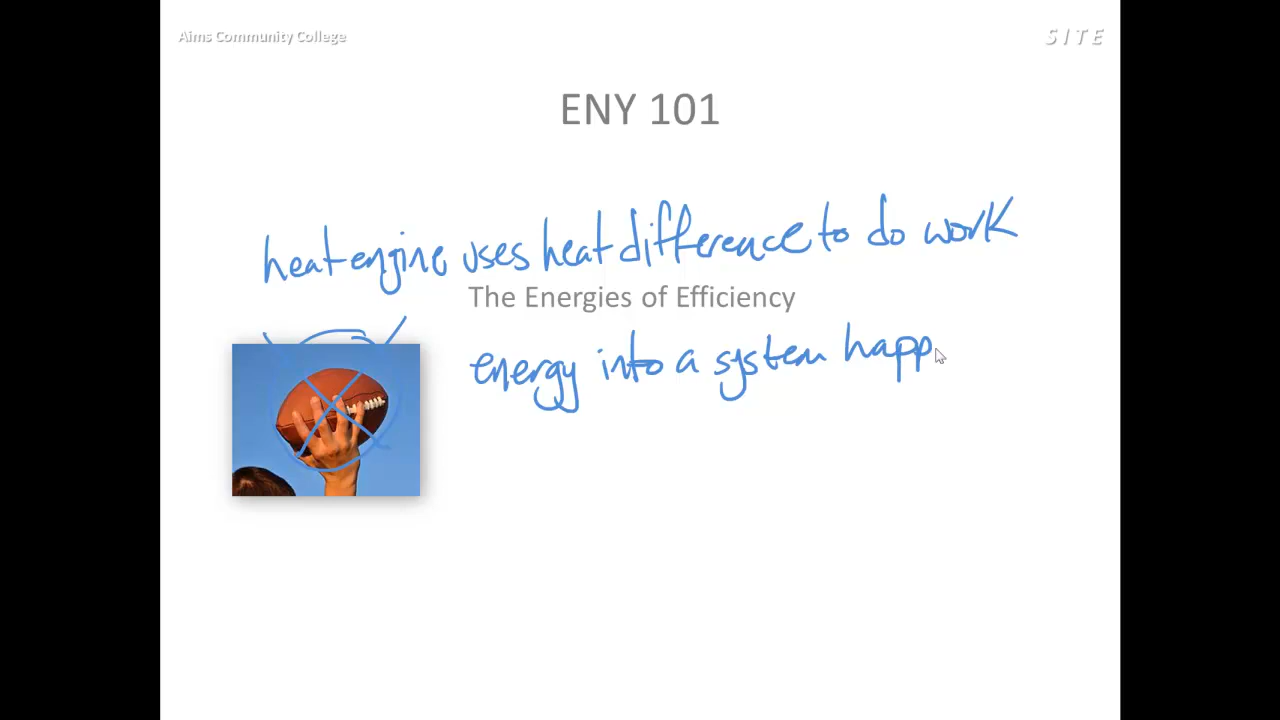 Aims Community College
SITE
ENY 101
heat engine uses heat difference to do work
The Energies of Efficiency
energy into a system happ